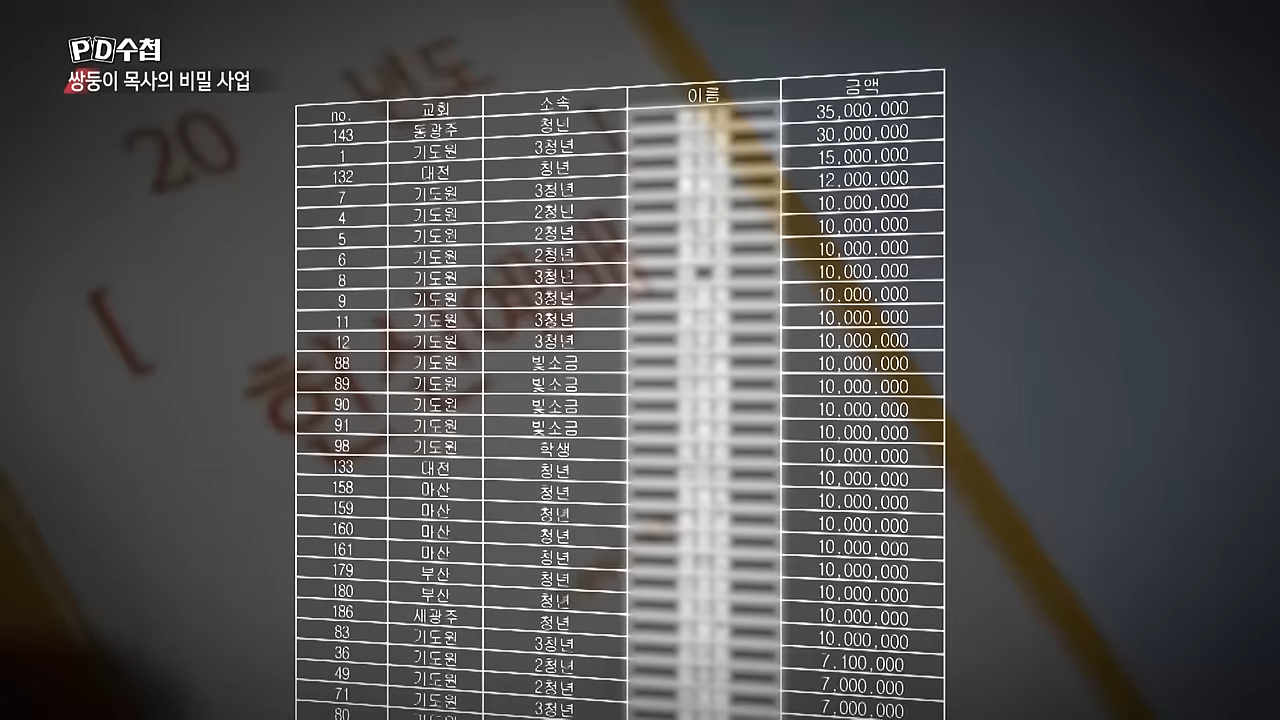 PD수첩
쌍둥이 목사의 비밀 사업
20 년도
[
no. 교회 소속 이름 금액
143 동광주 청년 35,000,000
1 기도원 3청년 30,000,000
132 대전 청년 15,000,000
7 기도원 3청년 12,000,000
4 기도원 2청년 10,000,000
5 기도원 2청년 10,000,000
6 기도원 2청년 10,000,000
8 기도원 3청년 10,000,000
9 기도원 3청년 10,000,000
11 기도원 3청년 10,000,000
12 기도원 3청년 10,000,000
88 기도원 빛소금 10,000,000
89 기도원 빛소금 10,000,000
90 기도원 빛소금 10,000,000
91 기도원 빛소금 10,000,000
98 기도원 학생 10,000,000
133 대전 청년 10,000,000
158 마산 청년 10,000,000
159 마산 청년 10,000,000
160 마산 청년 10,000,000
161 마산 청년 10,000,000
179 부산 청년 10,000,000
180 부산 청년 10,000,000
186 세광주 청년 10,000,000
83 기도원 3청년 7,100,000
36 기도원 2청년 7,000,000
49 기도원 2청년 7,000,000
71 기도원 3청년
80